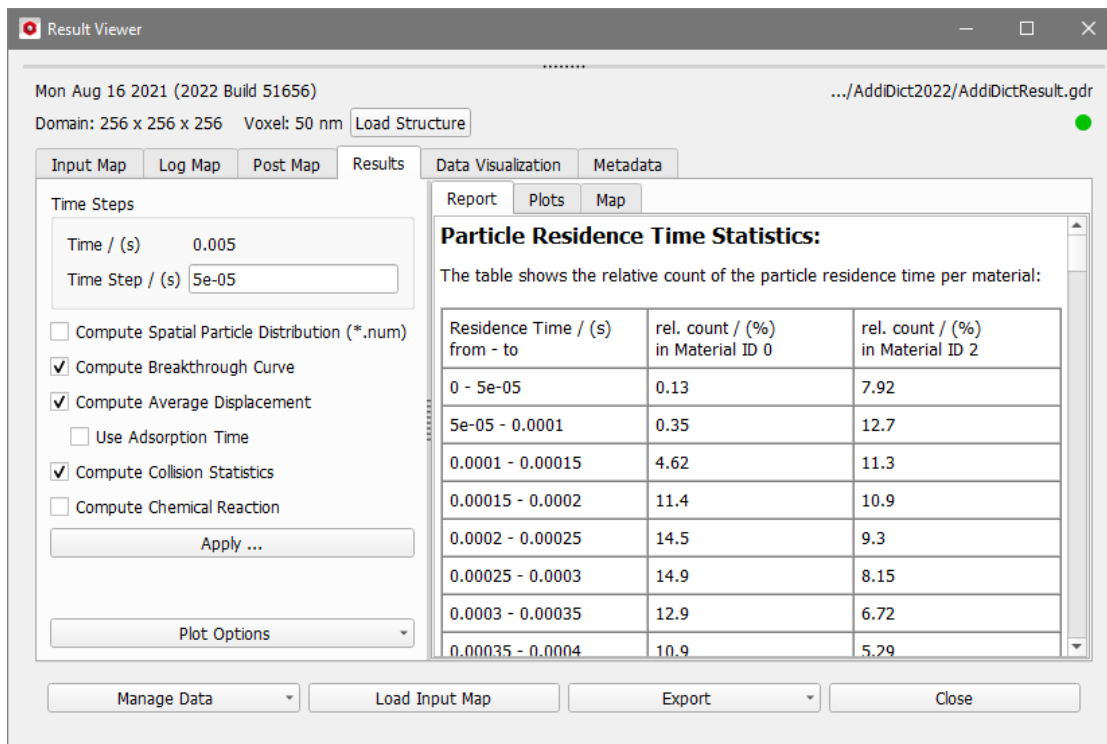 Result Viewer
Mon Aug 16 2021 (2022 Build 51656) .../AddiDict2022/AddiDictResult.gdr
Domain: 256 x 256 x 256 Voxel: 50 nm Load Structure
Input Map Log Map Post Map Results Data Visualization Metadata
Time Steps
Time / (s) 0.005
Time Step / (s) 5e-05
Compute Spatial Particle Distribution (*.num)
Compute Breakthrough Curve
Compute Average Displacement
Use Adsorption Time
Compute Collision Statistics
Compute Chemical Reaction
Apply ...
Plot Options
Report Plots Map
Particle Residence Time Statistics:
The table shows the relative count of the particle residence time per material:
Residence Time / (s) rel. count / (%) rel. count / (%)
from - to in Material ID 0 in Material ID 2
0 - 5e-05 0.13 7.92
5e-05 - 0.0001 0.35 12.7
0.0001 - 0.00015 4.62 11.3
0.00015 - 0.0002 11.4 10.9
0.0002 - 0.00025 14.5 9.3
0.00025 - 0.0003 14.9 8.15
0.0003 - 0.00035 12.9 6.72
0.00035 - 0.0004 10.9 5.29
Manage Data Load Input Map Export Close